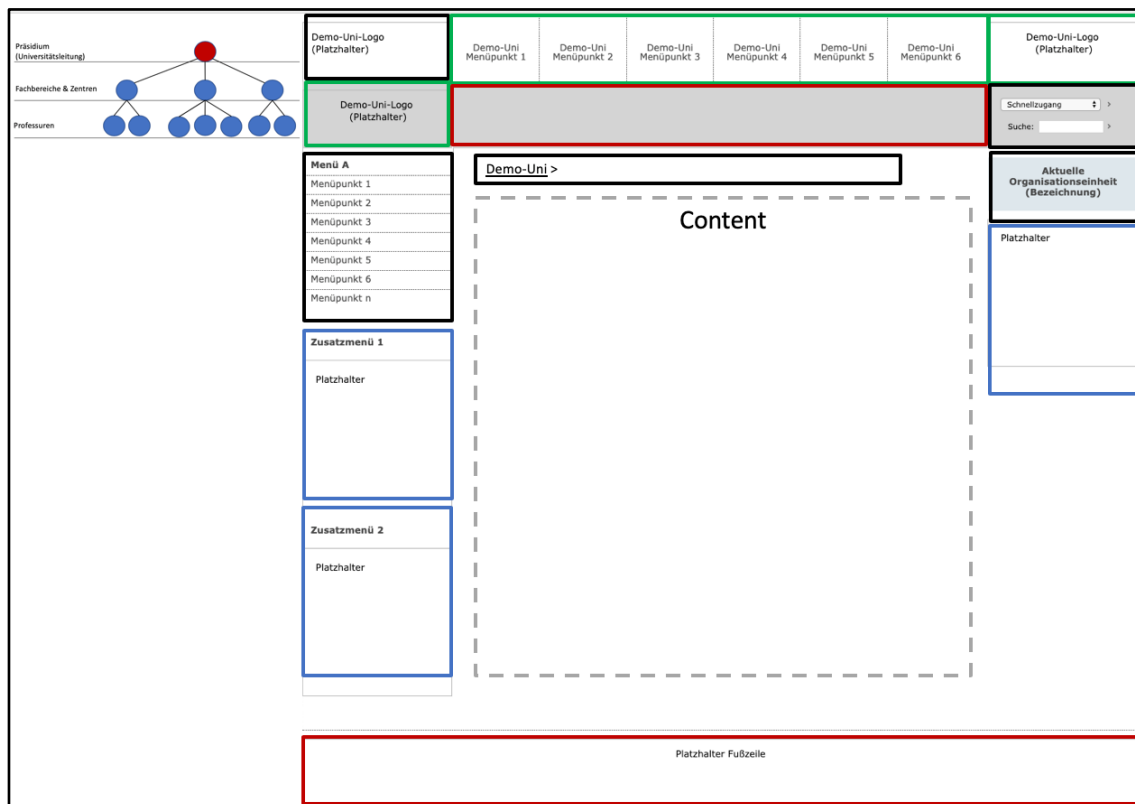 Präsidium
(Universitätsleitung)
Fachbereiche & Zentren
Professuren
Demo-Uni-Logo
(Platzhalter)
Demo-Uni
Menüpunkt 1
Demo-Uni
Menüpunkt 2
Demo-Uni
Menüpunkt 3
Demo-Uni
Menüpunkt 4
Demo-Uni
Menüpunkt 5
Demo-Uni
Menüpunkt 6
Demo-Uni-Logo
(Platzhalter)
Demo-Uni-Logo
(Platzhalter)
Schnellzugang >
Suche: >
Menü A
Menüpunkt 1
Menüpunkt 2
Menüpunkt 3
Menüpunkt 4
Menüpunkt 5
Menüpunkt 6
Menüpunkt n
Zusatzmenü 1
Platzhalter
Zusatzmenü 2
Platzhalter
Demo-Uni >
Content
Aktuelle
Organisationseinheit
(Bezeichnung)
Platzhalter
Platzhalter Fußzeile